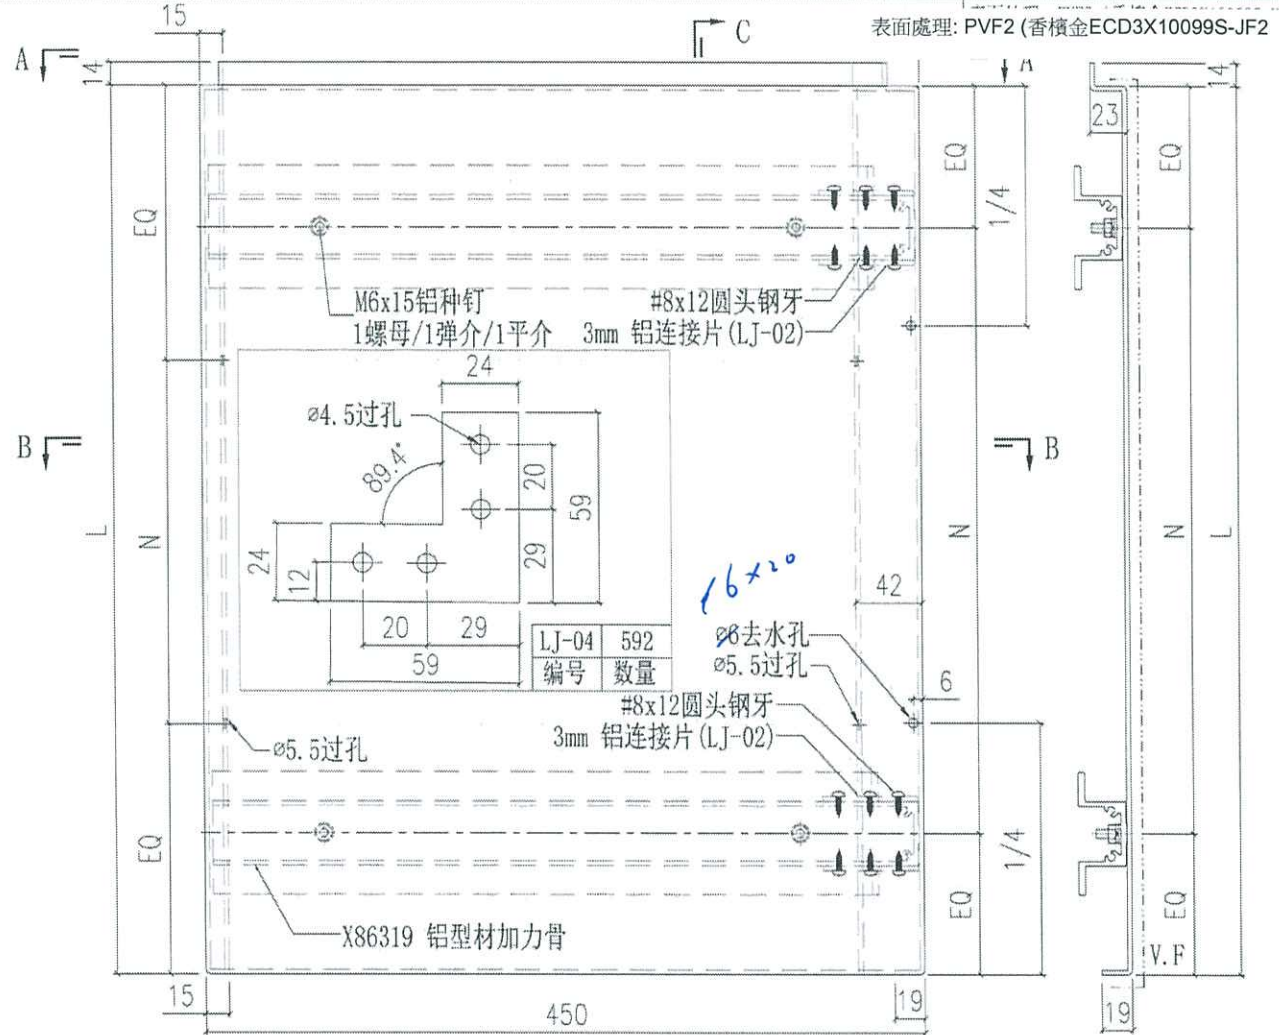 表面處理: PVF2 (香檳金ECD3X10099S-JF2
15
C
A
A
14
14
23
EQ
EQ
EQ
1/4
M6x15铝种钉
1螺母/1弹介/1平介
#8x12圆头钢牙
3mm 铝连接片(LJ-02)
24
ø4.5过孔
89.4°
20
59
B
B
L
N
N
N
L
24
12
29
20
29
59
LJ-04 592
编号 数量
6×20
42
ø6去水孔
ø5.5过孔
6
#8x12圆头钢牙
3mm 铝连接片(LJ-02)
ø5.5过孔
EQ
1/4
EQ
EQ
X86319 铝型材加力骨
V.F
15
450
19
19